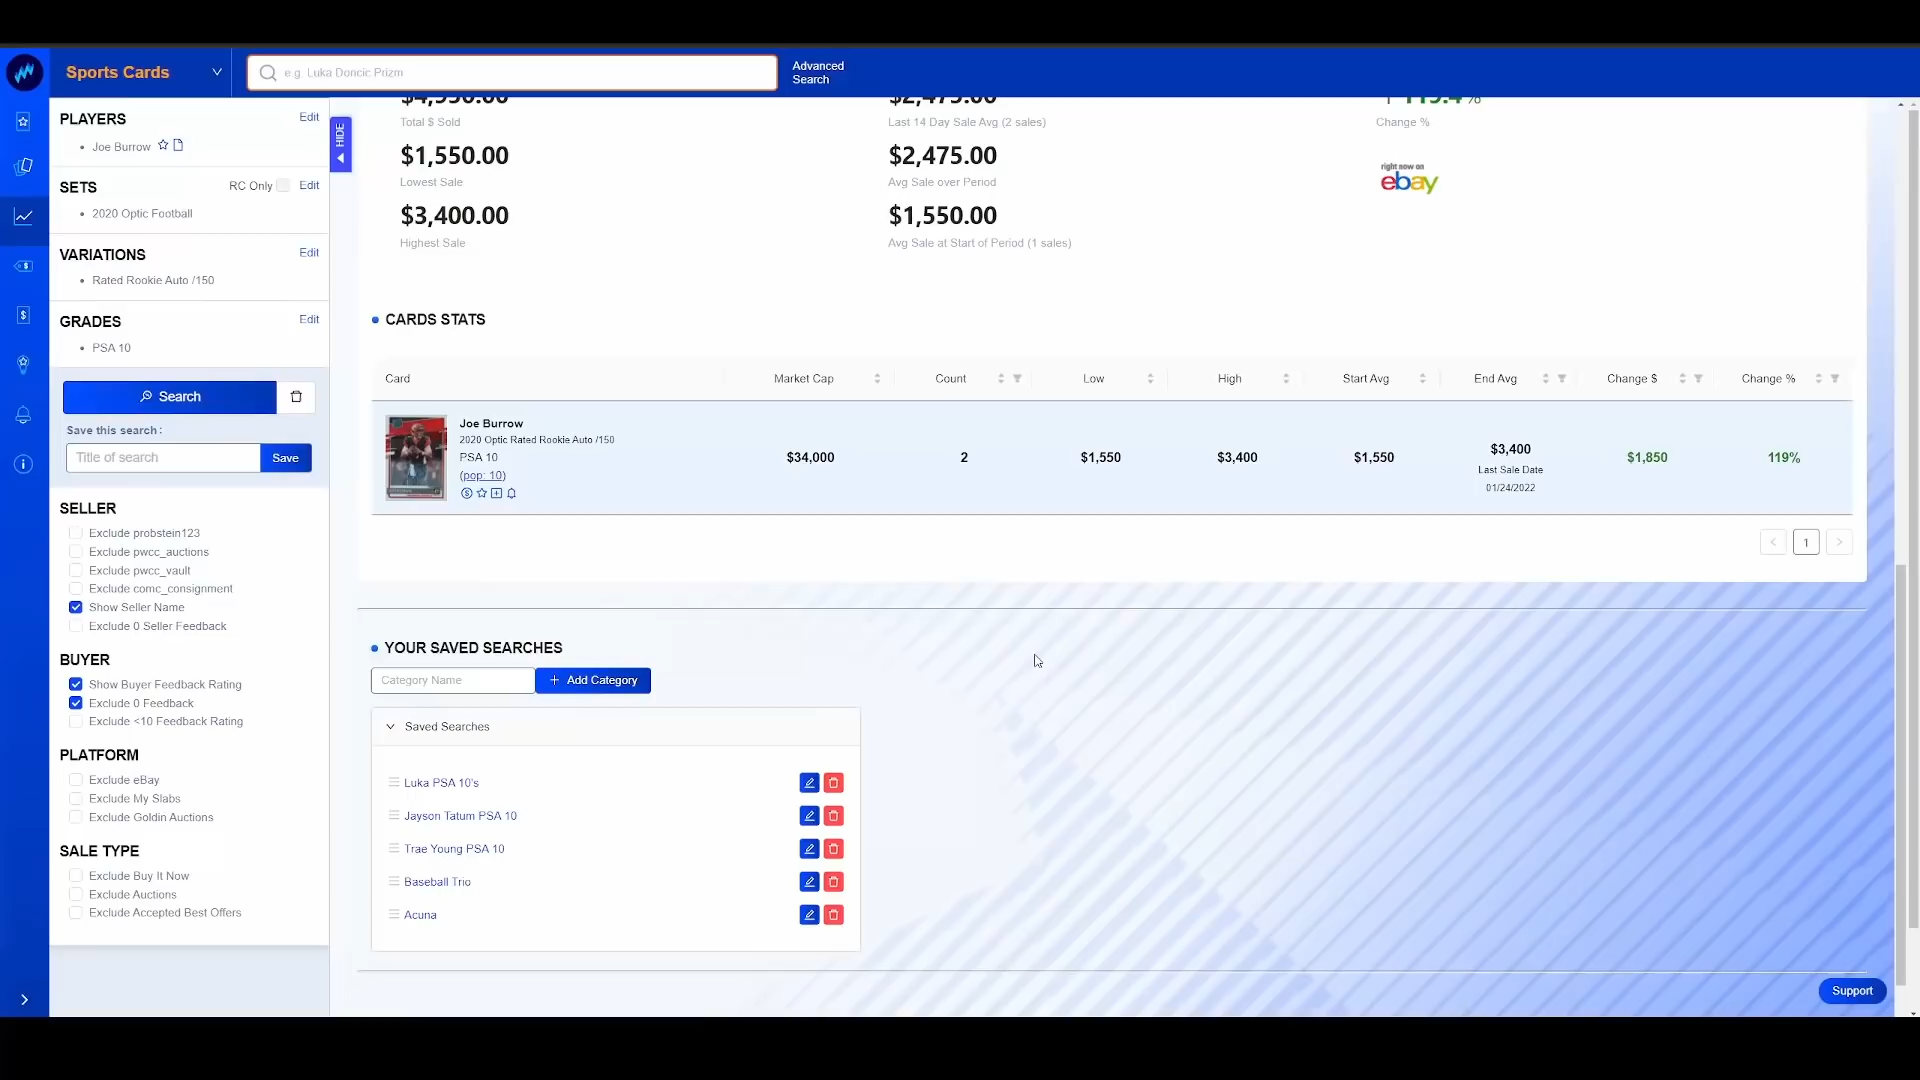 Sports Cards
e.g. Luka Doncic Prizm
Advanced
Search
PLAYERS
Edit
Joe Burrow
SETS
RC Only
Edit
2020 Optic Football
VARIATIONS
Edit
Rated Rookie Auto /150
GRADES
Edit
PSA 10
Search
Save this search:
Title of search
Save
SELLER
Exclude probstein123
Exclude pwcc_auctions
Exclude pwcc_vault
Exclude comc_consignment
Show Seller Name
Exclude 0 Seller Feedback
BUYER
Show Buyer Feedback Rating
Exclude 0 Feedback
Exclude <10 Feedback Rating
PLATFORM
Exclude eBay
Exclude My Slabs
Exclude Goldin Auctions
SALE TYPE
Exclude Buy It Now
Exclude Auctions
Exclude Accepted Best Offers
HIDE
$4,950.00
Total $ Sold
$1,550.00
Lowest Sale
$3,400.00
Highest Sale
$2,475.00
Last 14 Day Sale Avg (2 sales)
$2,475.00
Avg Sale over Period
$1,550.00
Avg Sale at Start of Period (1 sales)
↑ 119.4%
Change %
right now on
ebay
CARDS STATS
Card Market Cap Count Low High Start Avg End Avg Change $ Change %
Joe Burrow
2020 Optic Rated Rookie Auto /150
PSA 10
(pop: 10)
$34,000
2
$1,550
$3,400
$1,550
$3,400
Last Sale Date
01/24/2022
$1,850
119%
< 1 >
YOUR SAVED SEARCHES
Category Name
+ Add Category
Saved Searches
Luka PSA 10's
Jayson Tatum PSA 10
Trae Young PSA 10
Baseball Trio
Acuna
Support